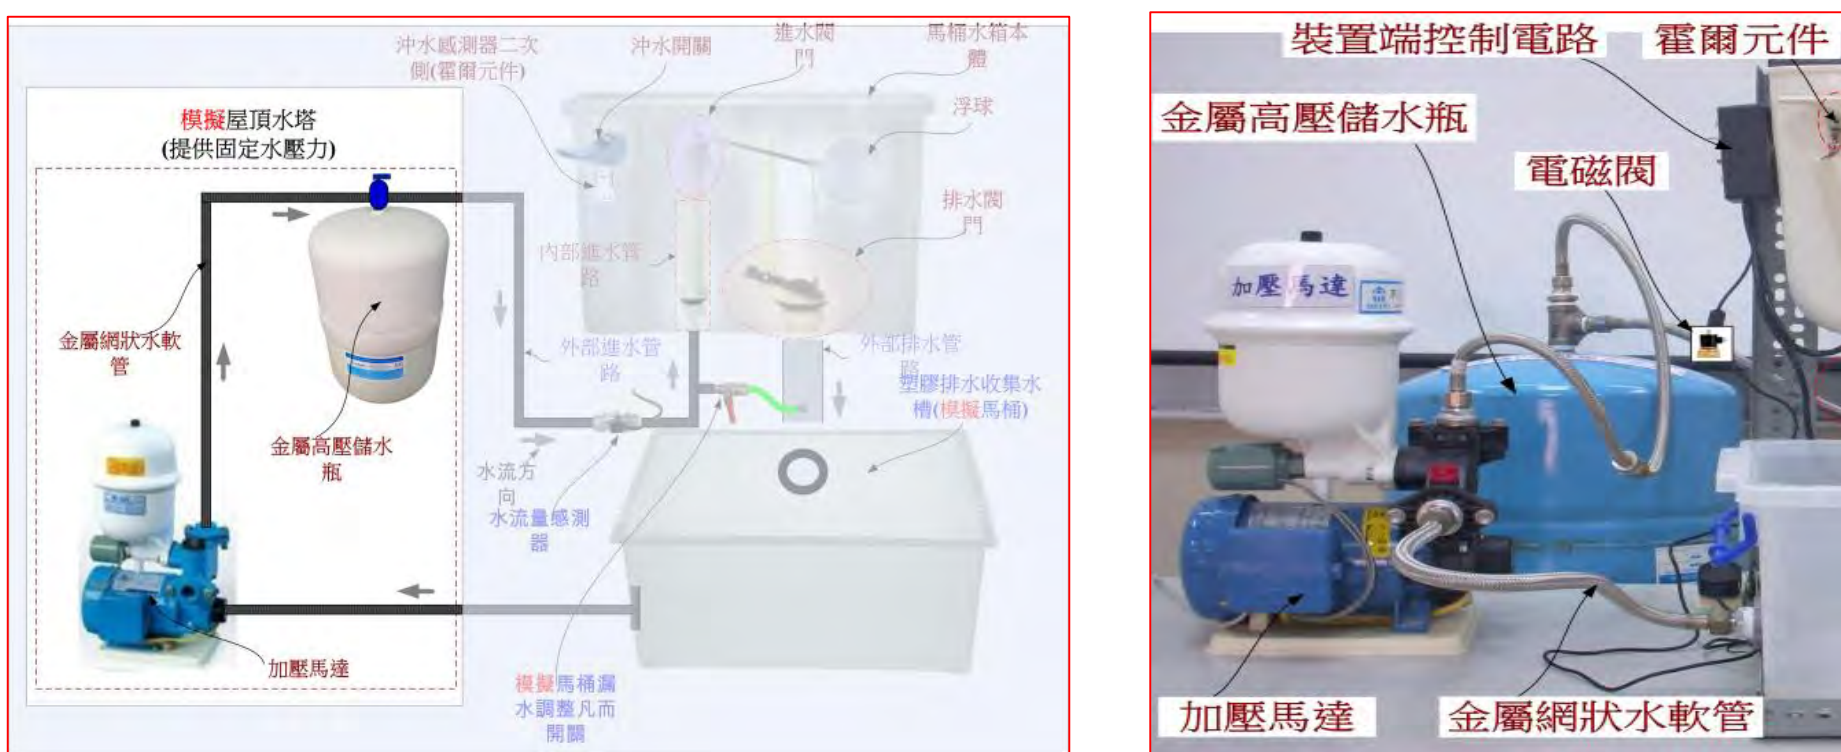 沖水感測器二次
側(霍爾元件)
沖水開關
進水閥
門
馬桶水箱本
體
模擬屋頂水塔
(提供固定水壓力)
浮球
排水閥
門
內部進水管
路
金屬網狀水軟
管
外部進水管
路
外部排水管
路
塑膠排水收集水
槽(模擬馬桶)
金屬高壓儲水
瓶
水流方
向
水流量感測
器
加壓馬達
模擬馬桶漏
水調整凡而
開關
裝置端控制電路
霍爾元件
金屬高壓儲水瓶
電磁閥
加壓馬達
加壓馬達
金屬網狀水軟管